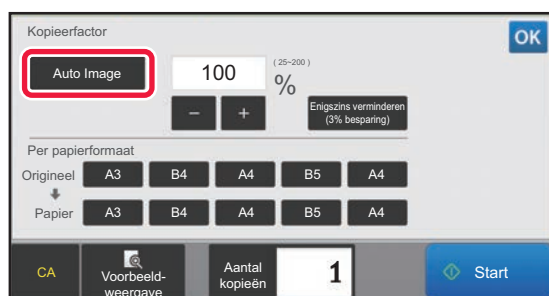 Kopieerfactor
OK
Auto Image
100
(25~200)
%
- +
Enigszins verminderen
(3% besparing)
Per papierformaat
Origineel A3 B4 A4 B5 A4
Papier A3 B4 A4 B5 A4
CA
Voorbeeld-
weergave
Aantal
kopieën
1
Start